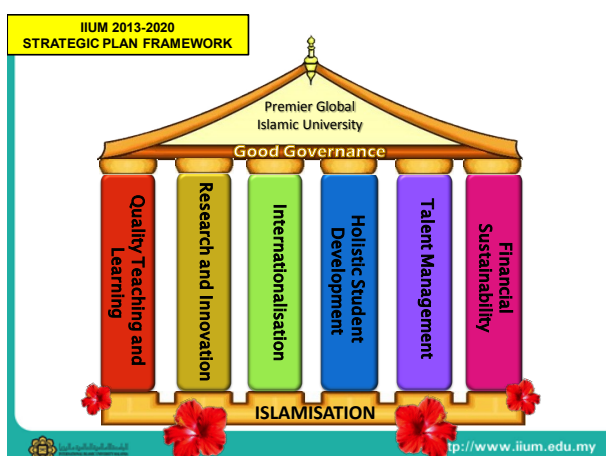 IIUM 2013-2020
STRATEGIC PLAN FRAMEWORK
Premier Global
Islamic University
Good Governance
Quality Teaching and
Learning
Research and Innovation
Internationalisation
Holistic Student
Development
Talent Management
Financial
Sustainability
ISLAMISATION
tp://www.iium.edu.my